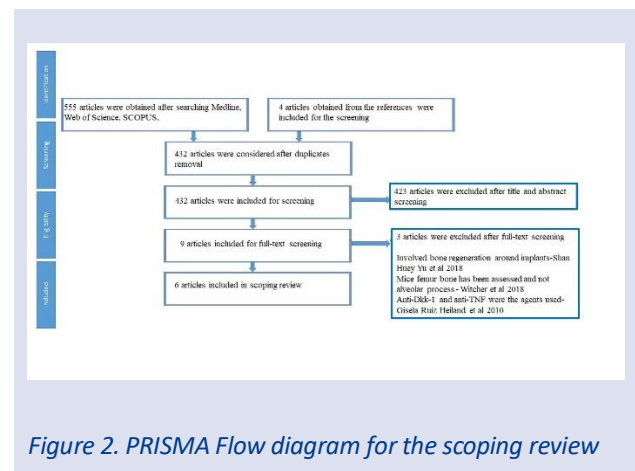 Identification
555 articles were obtained after searching Medline,
Web of Science, SCOPUS.
4 articles obtained from the references were
included for the screening
Screening
432 articles were considered after duplicates
removal
432 articles were included for screening
423 articles were excluded after title and abstract
screening
Eligibility
9 articles included for full-text screening
3 articles were excluded after full-text screening
Involved bone regeneration around implants-Shan
Huey Yu et al 2018
Mice femur bone has been assessed and not
alveolar process - Witcher et al 2018
Anti-Dkk-1 and anti-TNF were the agents used-
Gisela Ruiz Heiland et al 2010
Included
6 articles included in scoping review
Figure 2. PRISMA Flow diagram for the scoping review